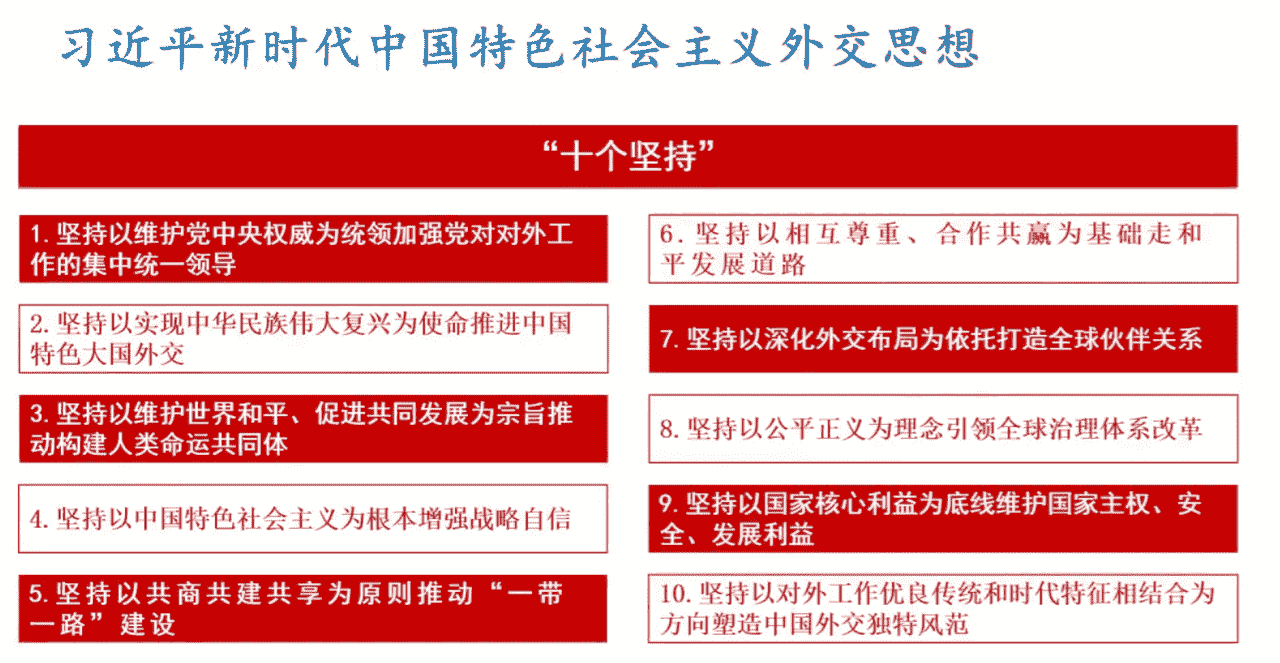 习近平新时代中国特色社会主义外交思想
“十个坚持”
1. 坚持以维护党中央权威为统领加强党对对外工
作的集中统一领导
2. 坚持以实现中华民族伟大复兴为使命推进中国
特色大国外交
3. 坚持以维护世界和平、促进共同发展为宗旨推
动构建人类命运共同体
4. 坚持以中国特色社会主义为根本增强战略自信
5. 坚持以共商共建共享为原则推动“一带
一路”建设
6. 坚持以相互尊重、合作共赢为基础走和
平发展道路
7. 坚持以深化外交布局为依托打造全球伙伴关系
8. 坚持以公平正义为理念引领全球治理体系改革
9. 坚持以国家核心利益为底线维护国家主权、安
全、发展利益
10. 坚持以对外工作优良传统和时代特征相结合为
方向塑造中国外交独特风范